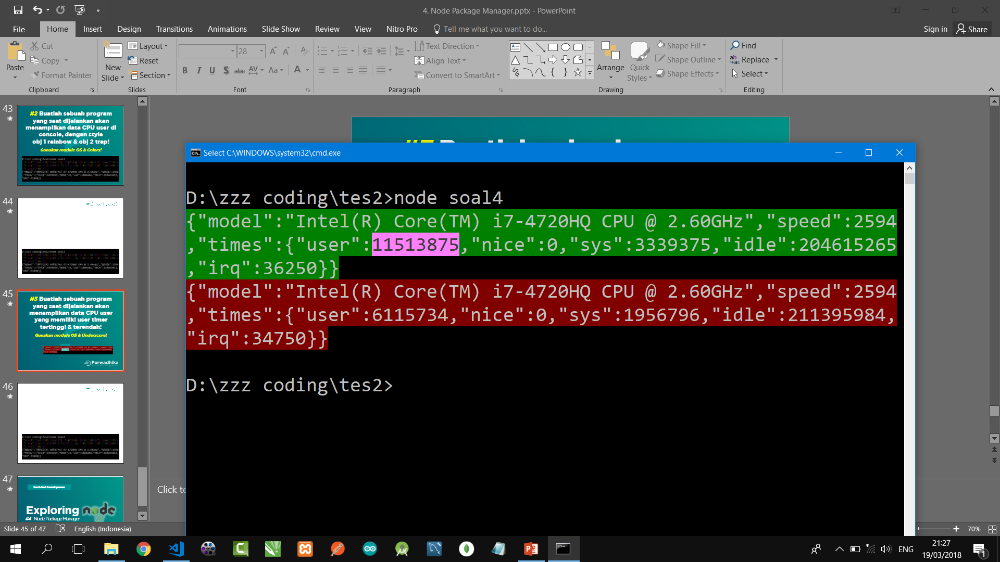 4. Node Package Manager.pptx - PowerPoint
File Home Insert Design Transitions Animations Slide Show Review View Nitro Pro Tell me what you want to do... Sign in Share
Paste
Cut
Copy
Format Painter
Clipboard
New
Slide
Layout
Reset
Section
Slides
28
B I U S abc AV Aa A
Font
Text Direction
Align Text
Convert to SmartArt
Paragraph
Arrange
Quick
Styles
Shape Fill
Shape Outline
Shape Effects
Drawing
Find
Replace
Select
Editing
43
#2 Buatlah sebuah program
yang saat dijalankan akan
menampilkan data CPU user di
console, dengan style
obj 1 rainbow & obj 2 trap!
Gunakan module OS & Colors!
44
45
#3 Buatlah sebuah program
yang saat dijalankan akan
menampilkan data CPU user
yang memiliki user timer
tertinggi & terendah!
Gunakan module OS & Underscore!
Purwadhika
46
47
Exploring node
#4 Node Package Manager
Select C:\WINDOWS\system32\cmd.exe
D:\zzz coding\tes2>node soal4
{"model":"Intel(R) Core(TM) i7-4720HQ CPU @ 2.60GHz","speed":2594
,"times":{"user":11513875,"nice":0,"sys":3339375,"idle":204615265
,"irq":36250}}
{"model":"Intel(R) Core(TM) i7-4720HQ CPU @ 2.60GHz","speed":2594
,"times":{"user":6115734,"nice":0,"sys":1956796,"idle":211395984,
"irq":34750}}
D:\zzz coding\tes2>
Click to
Slide 45 of 47 English (Indonesia)
70%
ENG
21:27
19/03/2018
1